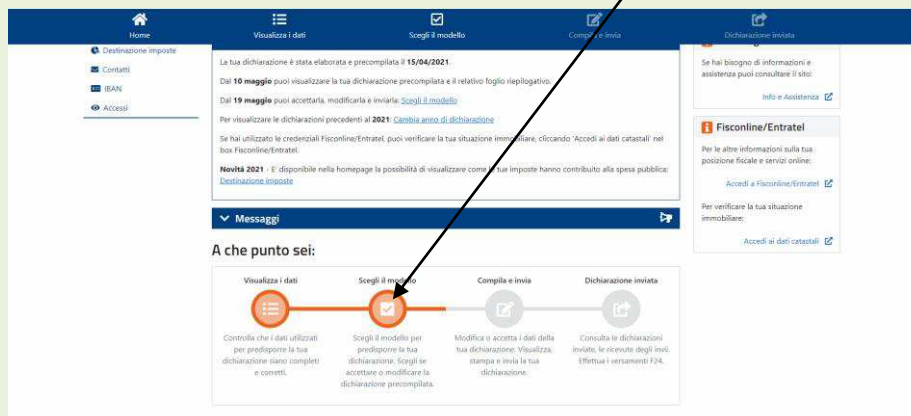 Home
Visualizza i dati
Scegli il modello
Compila e invia
Dichiarazione inviata
Destinazione imposte
Contatti
IBAN
Accessi
La tua dichiarazione è stata elaborata e precompilata il 15/04/2021.
Dal 10 maggio puoi visualizzare la tua dichiarazione precompilata e il relativo foglio riepilogativo.
Dal 19 maggio puoi accettarla, modificarla e inviarla: Scegli il modello
Per visualizzare le dichiarazioni precedenti al 2021: Cambia anno di dichiarazione
Se hai utilizzato le credenziali Fisconline/Entratel, puoi verificare la tua situazione immobiliare, cliccando 'Accedi ai dati catastali' nel
box Fisconline/Entratel.
Novità 2021 - E' disponibile nella homepage la possibilità di visualizzare come le tue imposte hanno contribuito alla spesa pubblica:
Destinazione imposte
Se hai bisogno di informazioni e
assistenza puoi consultare il sito:
Info e Assistenza
Fisconline/Entratel
Per le altre informazioni sulla tua
posizione fiscale e servizi online:
Accedi a Fisconline/Entratel
Per verificare la tua situazione
immobiliare:
Accedi ai dati catastali
Messaggi
A che punto sei:
Visualizza i dati
Controlla che i dati utilizzati
per predisporre la tua
dichiarazione siano completi
e corretti.
Scegli il modello
Scegli il modello per
predisporre la tua
dichiarazione. Scegli se
accettare o modificare la
dichiarazione precompilata.
Compila e invia
Modifica o accetta i dati della
tua dichiarazione. Visualizza,
stampa e invia la tua
dichiarazione.
Dichiarazione inviata
Consulta le dichiarazioni
inviate, le ricevute degli invii.
Effettua i versamenti F24.